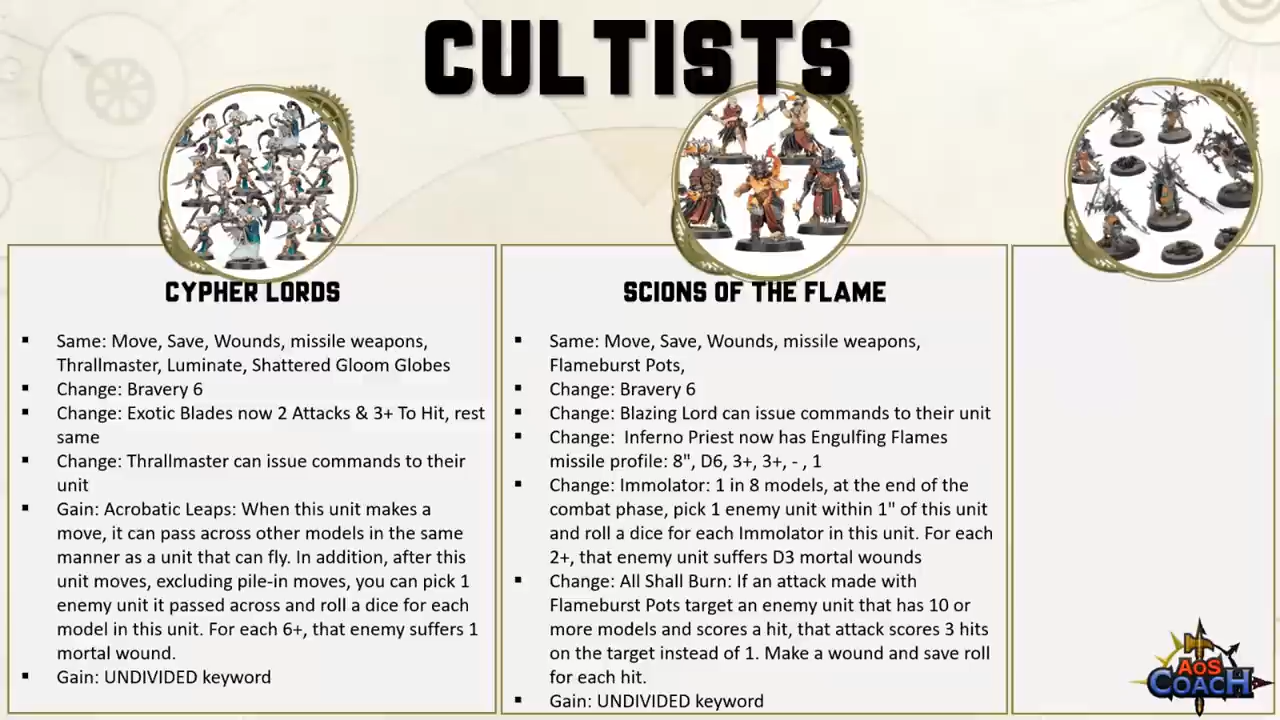 CULTISTS
CYPHER LORDS
▪ Same: Move, Save, Wounds, missile weapons,
Thrallmaster, Luminate, Shattered Gloom Globes
▪ Change: Bravery 6
▪ Change: Exotic Blades now 2 Attacks & 3+ To Hit, rest
same
▪ Change: Thrallmaster can issue commands to their
unit
▪ Gain: Acrobatic Leaps: When this unit makes a
move, it can pass across other models in the same
manner as a unit that can fly. In addition, after this
unit moves, excluding pile-in moves, you can pick 1
enemy unit it passed across and roll a dice for each
model in this unit. For each 6+, that enemy suffers 1
mortal wound.
▪ Gain: UNDIVIDED keyword
SCIONS OF THE FLAME
▪ Same: Move, Save, Wounds, missile weapons,
Flameburst Pots,
▪ Change: Bravery 6
▪ Change: Blazing Lord can issue commands to their unit
▪ Change:  Inferno Priest now has Engulfing Flames
missile profile: 8", D6, 3+, 3+, - , 1
▪ Change: Immolator: 1 in 8 models, at the end of the
combat phase, pick 1 enemy unit within 1" of this unit
and roll a dice for each Immolator in this unit. For each
2+, that enemy unit suffers D3 mortal wounds
▪ Change: All Shall Burn: If an attack made with
Flameburst Pots target an enemy unit that has 10 or
more models and scores a hit, that attack scores 3 hits
on the target instead of 1. Make a wound and save roll
for each hit.
▪ Gain: UNDIVIDED keyword
AoS
COACH